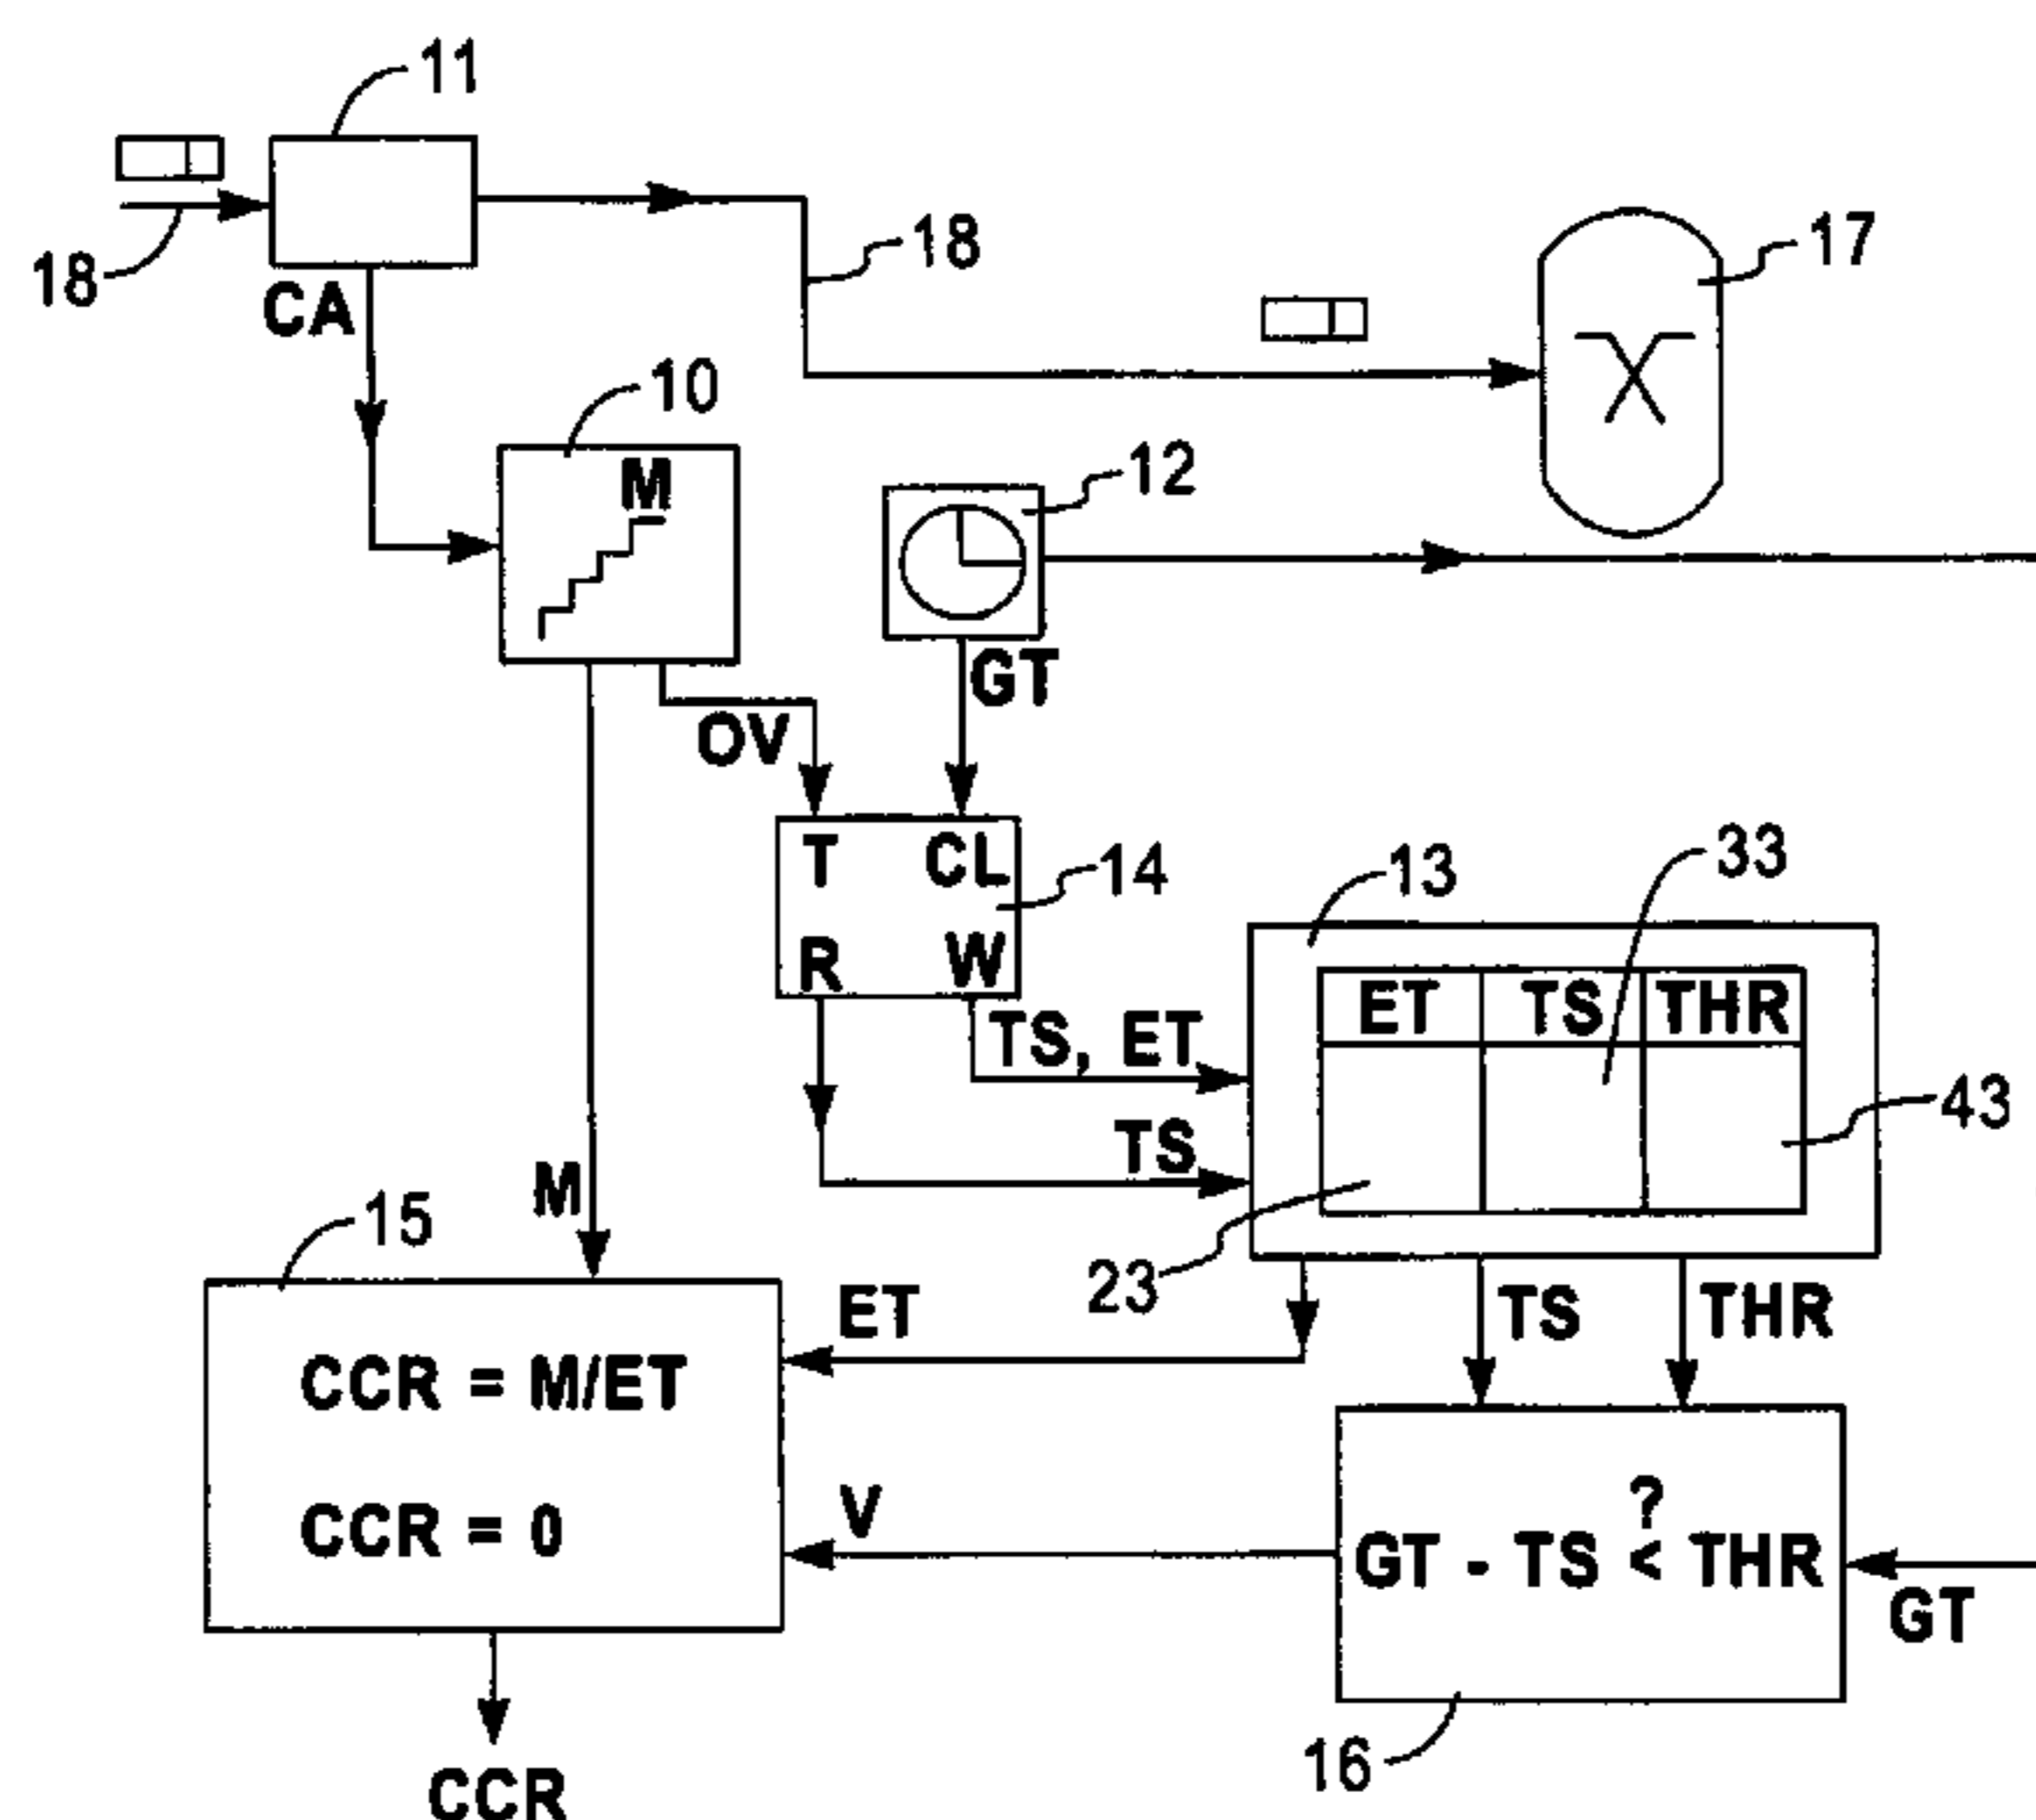 11
18
CA
18
17
10
M
12
GT
OV
T CL
R W
14
13
33
ET TS THR
TS, ET
TS
43
23
M
15
ET
TS
THR
CCR = M/ET
CCR = 0
V
?
GT - TS < THR
GT
16
CCR